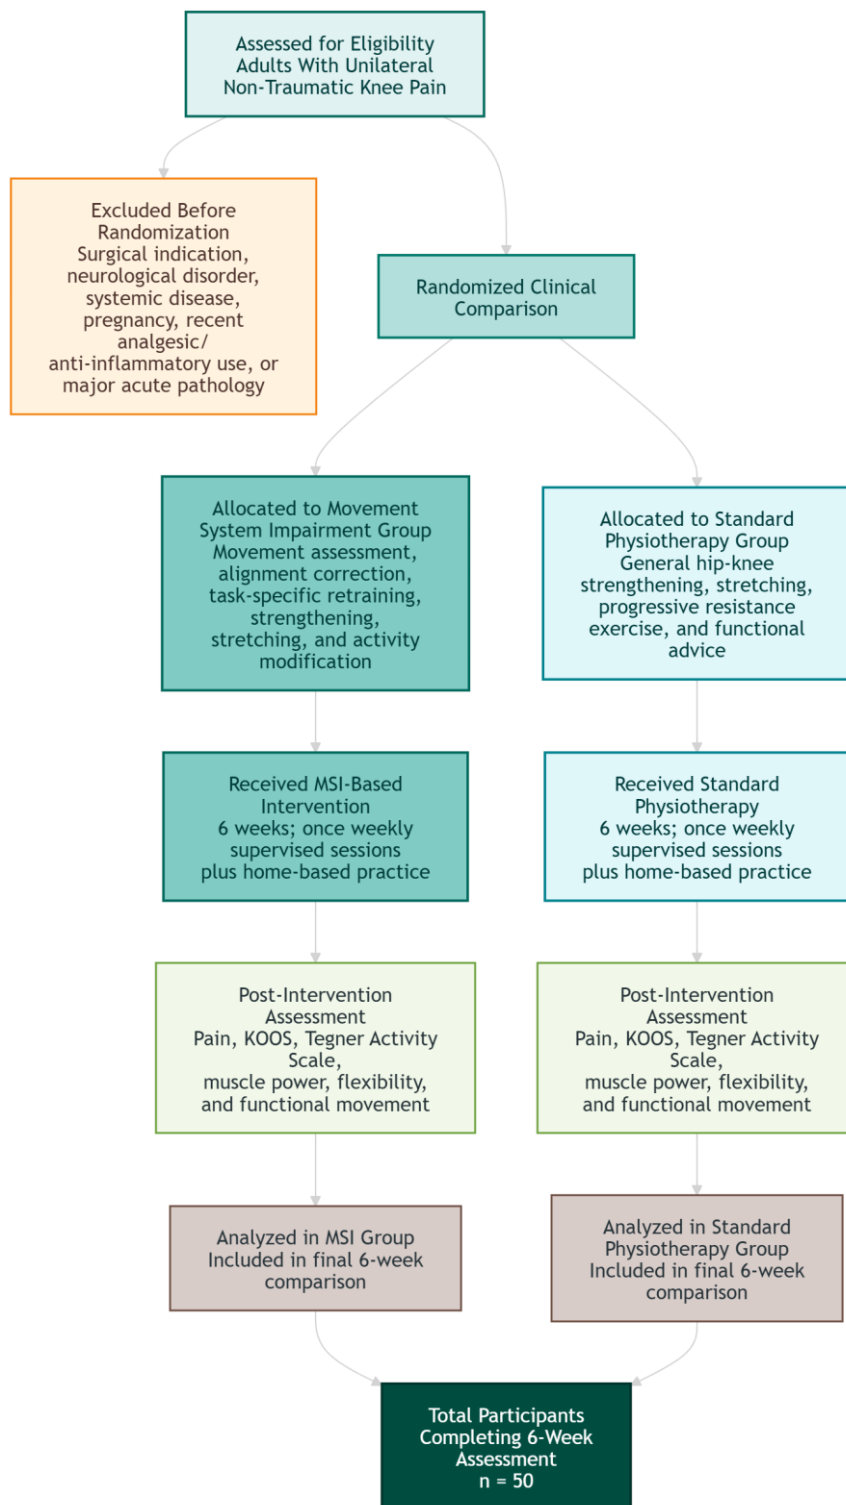 Assessed for Eligibility
Adults With Unilateral
Non-Traumatic Knee Pain
Excluded Before
Randomization
Surgical indication,
neurological disorder,
systemic disease,
pregnancy, recent
analgesic/
anti-inflammatory use, or
major acute pathology
Randomized Clinical
Comparison
Allocated to Movement
System Impairment Group
Movement assessment,
alignment correction,
task-specific retraining,
strengthening,
stretching, and activity
modification
Allocated to Standard
Physiotherapy Group
General hip-knee
strengthening, stretching,
progressive resistance
exercise, and functional
advice
Received MSI-Based
Intervention
6 weeks; once weekly
supervised sessions
plus home-based practice
Received Standard
Physiotherapy
6 weeks; once weekly
supervised sessions
plus home-based practice
Post-Intervention
Assessment
Pain, KOOS, Tegner Activity
Scale,
muscle power, flexibility,
and functional movement
Post-Intervention
Assessment
Pain, KOOS, Tegner Activity
Scale,
muscle power, flexibility,
and functional movement
Analyzed in MSI Group
Included in final 6-week
comparison
Analyzed in Standard
Physiotherapy Group
Included in final 6-week
comparison
Total Participants
Completing 6-Week
Assessment
n = 50